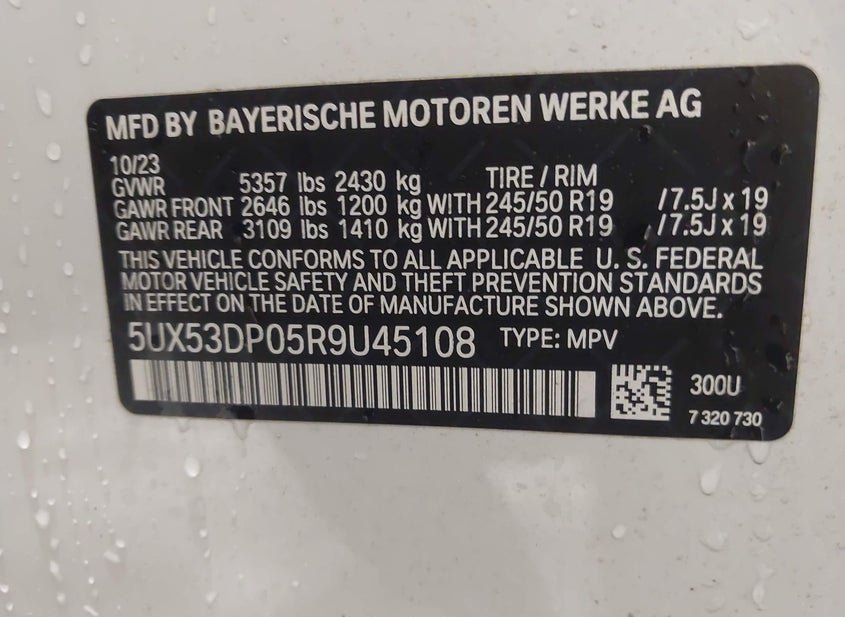 MFD BY BAYERISCHE MOTOREN WERKE AG
10/23
GVWR 5357 lbs 2430 kg TIRE / RIM
GAWR FRONT 2646 lbs 1200 kg WITH 245/50 R19 / 7.5J x 19
GAWR REAR 3109 lbs 1410 kg WITH 245/50 R19 / 7.5J x 19
THIS VEHICLE CONFORMS TO ALL APPLICABLE U. S. FEDERAL
MOTOR VEHICLE SAFETY AND THEFT PREVENTION STANDARDS
IN EFFECT ON THE DATE OF MANUFACTURE SHOWN ABOVE.
5UX53DP05R9U45108 TYPE: MPV
300U
7 320 730